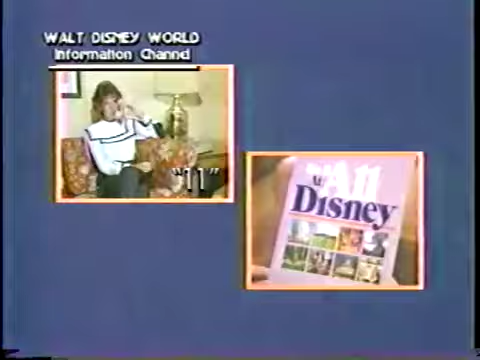 WALT DISNEY WORLD
Information Channel
"11"
All
Disney